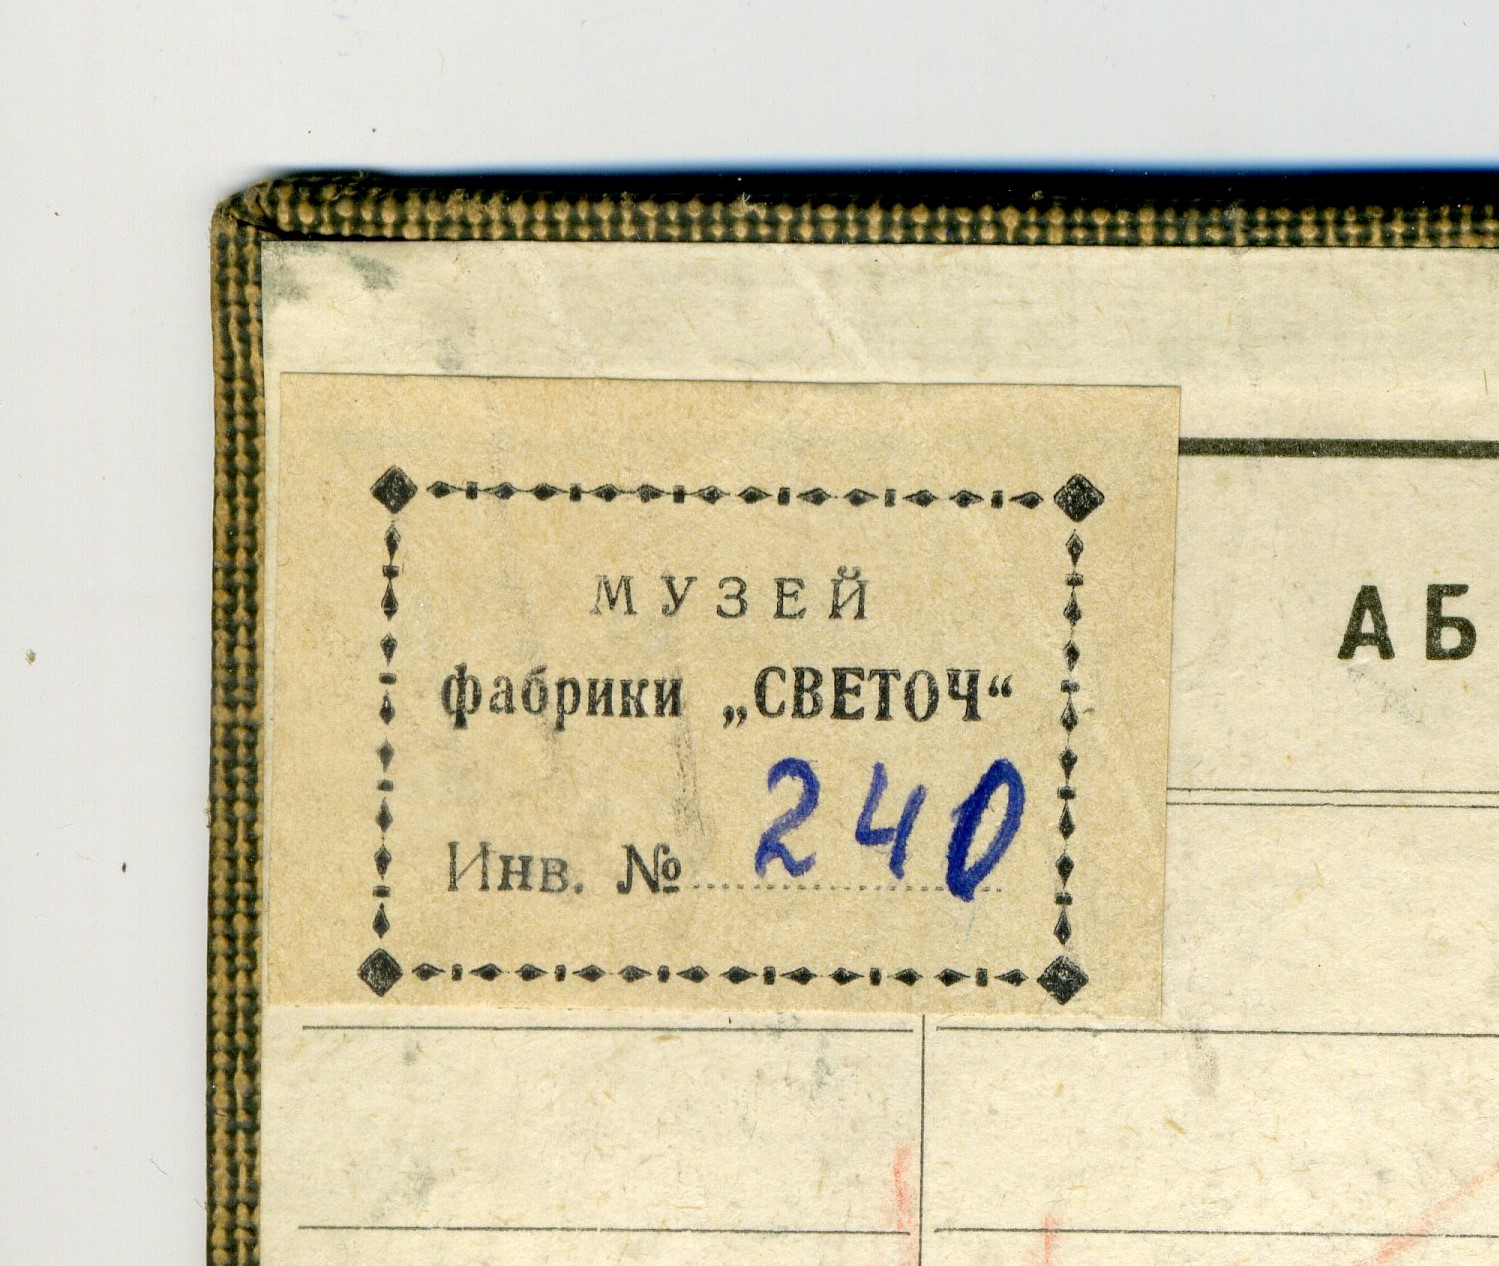 МУЗЕЙ
фабрики „СВЕТОЧ“
Инв. № 240
АБ